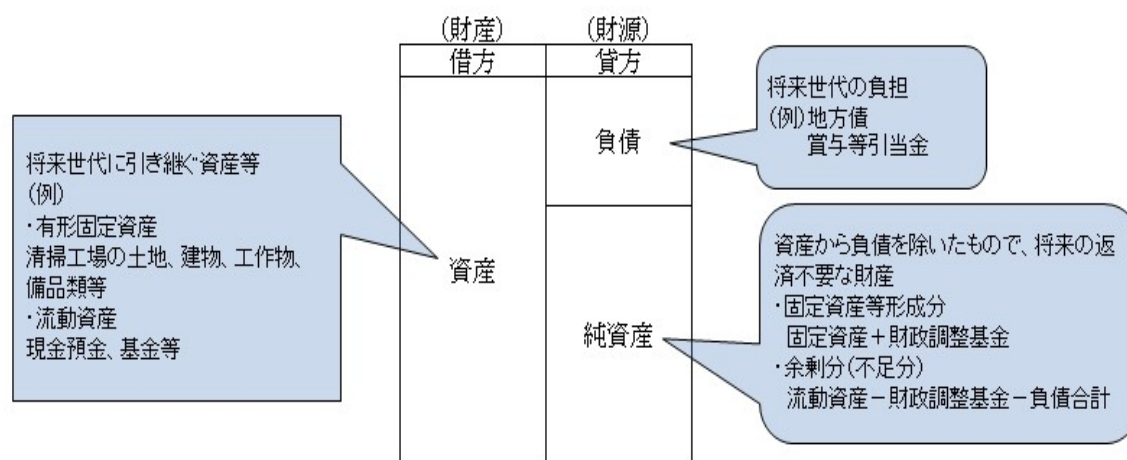 (財産)
(財源)
借方
貸方
将来世代の負担
(例)地方債
賞与等引当金
負債
将来世代に引き継ぐ資産等
(例)
・有形固定資産
清掃工場の土地、建物、工作物、
備品類等
・流動資産
現金預金、基金等
資産
純資産
資産から負債を除いたもので、将来の返
済不要な財産
・固定資産等形成分
固定資産＋財政調整基金
・余剰分(不足分)
流動資産－財政調整基金－負債合計